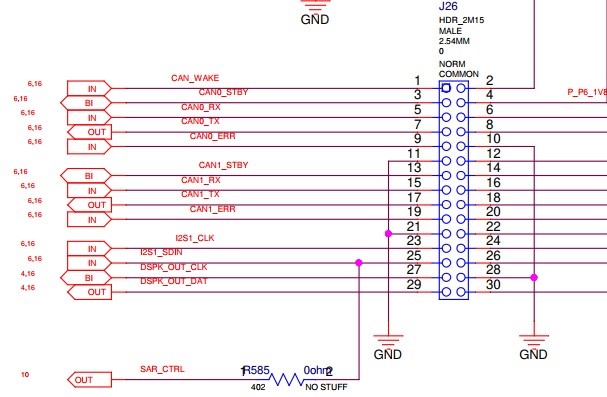 GND
J26
HDR_2M15
MALE
2.54MM
0
NORM
COMMON
6,16 IN CAN_WAKE 1 2
6,16 BI CAN0_STBY 3 4 P_P6_1V8
6,16 IN CAN0_RX 5 6
6,16 OUT CAN0_TX 7 8
6,16 IN CAN0_ERR 9 10
11 12
6,16 BI CAN1_STBY 13 14
6,16 IN CAN1_RX 15 16
6,16 OUT CAN1_TX 17 18
6,16 IN CAN1_ERR 19 20
21 22
6,16 IN I2S1_CLK 23 24
6,16 IN I2S1_SDIN 25 26
4,16 BI DSPK_OUT_CLK 27 28
4,16 OUT DSPK_OUT_DAT 29 30
GND GND
10 OUT SAR_CTRL 1 R585 0ohm 2
402 NO STUFF